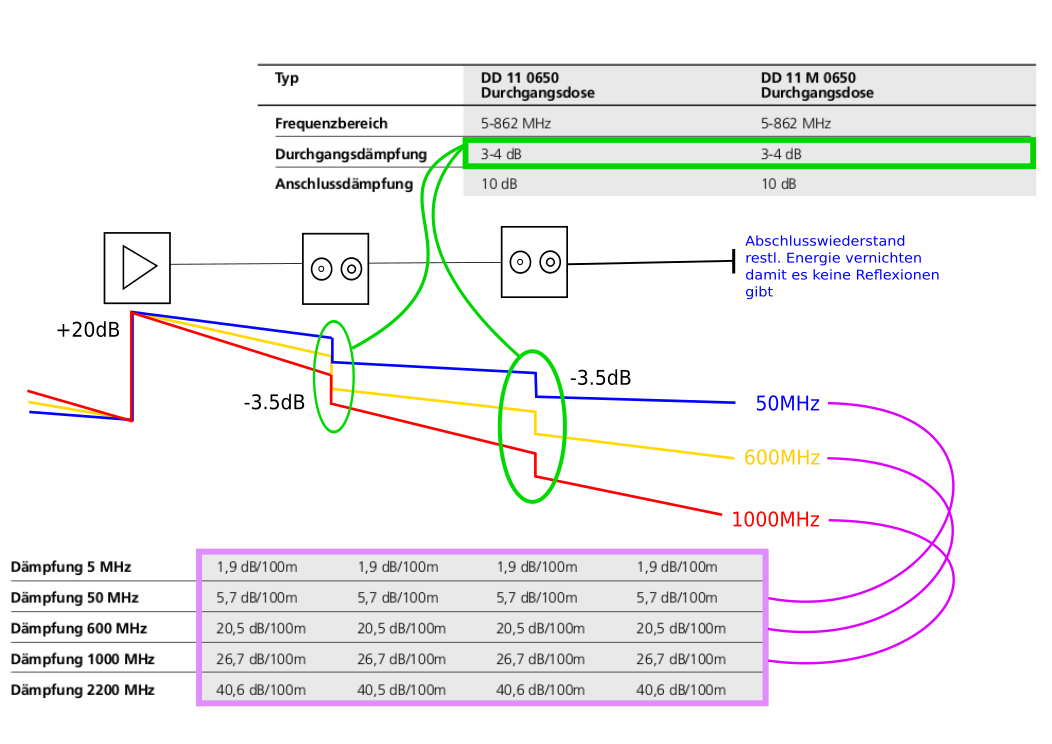 Typ DD 11 0650 DD 11 M 0650
Durchgangsdose Durchgangsdose
Frequenzbereich 5-862 MHz 5-862 MHz
Durchgangsdämpfung 3-4 dB 3-4 dB
Anschlussdämpfung 10 dB 10 dB
Abschlusswiederstand
restl. Energie vernichten
damit es keine Reflexionen
gibt
+20dB
-3.5dB
-3.5dB
50MHz
600MHz
1000MHz
Dämpfung 5 MHz 1,9 dB/100m 1,9 dB/100m 1,9 dB/100m 1,9 dB/100m
Dämpfung 50 MHz 5,7 dB/100m 5,7 dB/100m 5,7 dB/100m 5,7 dB/100m
Dämpfung 600 MHz 20,5 dB/100m 20,5 dB/100m 20,5 dB/100m 20,5 dB/100m
Dämpfung 1000 MHz 26,7 dB/100m 26,7 dB/100m 26,7 dB/100m 26,7 dB/100m
Dämpfung 2200 MHz 40,6 dB/100m 40,5 dB/100m 40,6 dB/100m 40,6 dB/100m